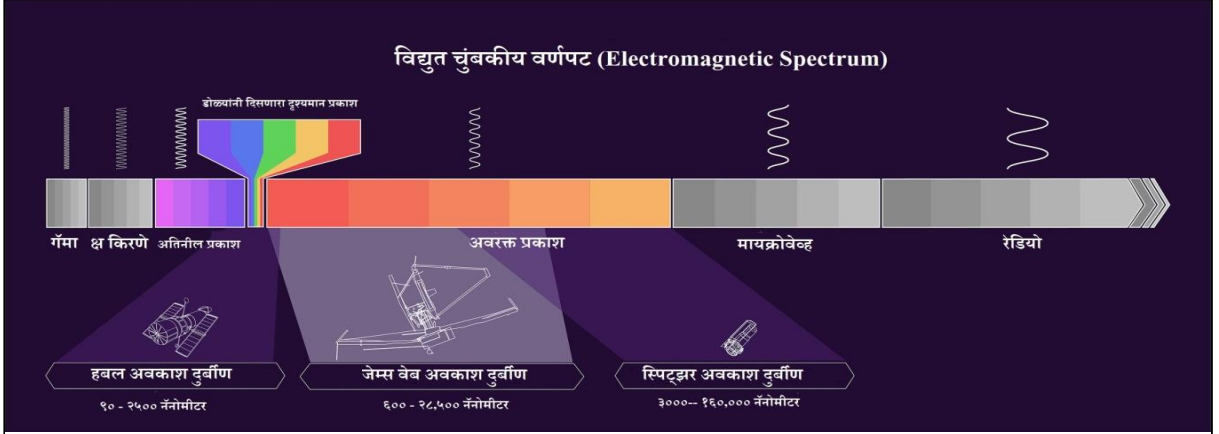 विद्युत चुंबकीय वर्णपट (Electromagnetic Spectrum)
डोळ्यांनी दिसणारा दृश्यमान प्रकाश
गॅमा क्ष किरणे अतिनील प्रकाश अवरक्त प्रकाश मायक्रोवेव्ह रेडियो
हबल अवकाश दुर्बीण जेम्स वेब अवकाश दुर्बीण स्पिट्झर अवकाश दुर्बीण
९० - २५०० नॅनोमीटर ६०० - २८,५०० नॅनोमीटर ३०००-- १६०,००० नॅनोमीटर